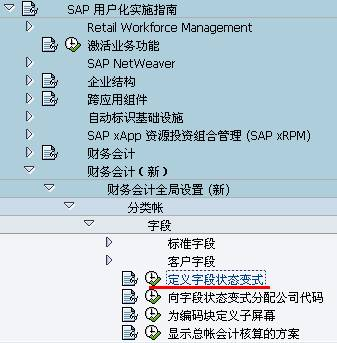 SAP 用户化实施指南
Retail Workforce Management
激活业务功能
SAP NetWeaver
企业结构
跨应用组件
自动标识基础设施
SAP xApp 资源投资组合管理 (SAP xRPM)
财务会计
财务会计（新）
财务会计全局设置 (新)
分类帐
字段
标准字段
客户字段
定义字段状态变式
向字段状态变式分配公司代码
为编码块定义子屏幕
显示总帐会计核算的方案